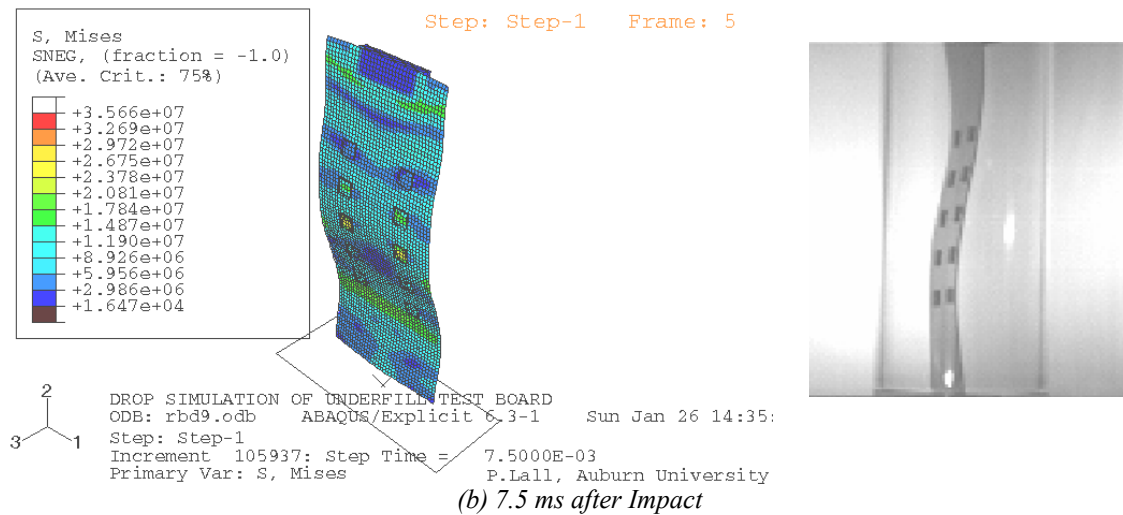 Step: Step-1 Frame: 5
S, Mises
SNEG, (fraction = -1.0)
(Ave. Crit.: 75%)
+3.566e+07
+3.269e+07
+2.972e+07
+2.675e+07
+2.378e+07
+2.081e+07
+1.784e+07
+1.487e+07
+1.190e+07
+8.926e+06
+5.956e+06
+2.986e+06
+1.647e+04
2
3
1
DROP SIMULATION OF UNDERFILL TEST BOARD
ODB: rbd9.odb ABAQUS/Explicit 6.3-1 Sun Jan 26 14:35:
Step: Step-1
Increment 105937: Step Time = 7.5000E-03
Primary Var: S, Mises P.Lall, Auburn University
(b) 7.5 ms after Impact